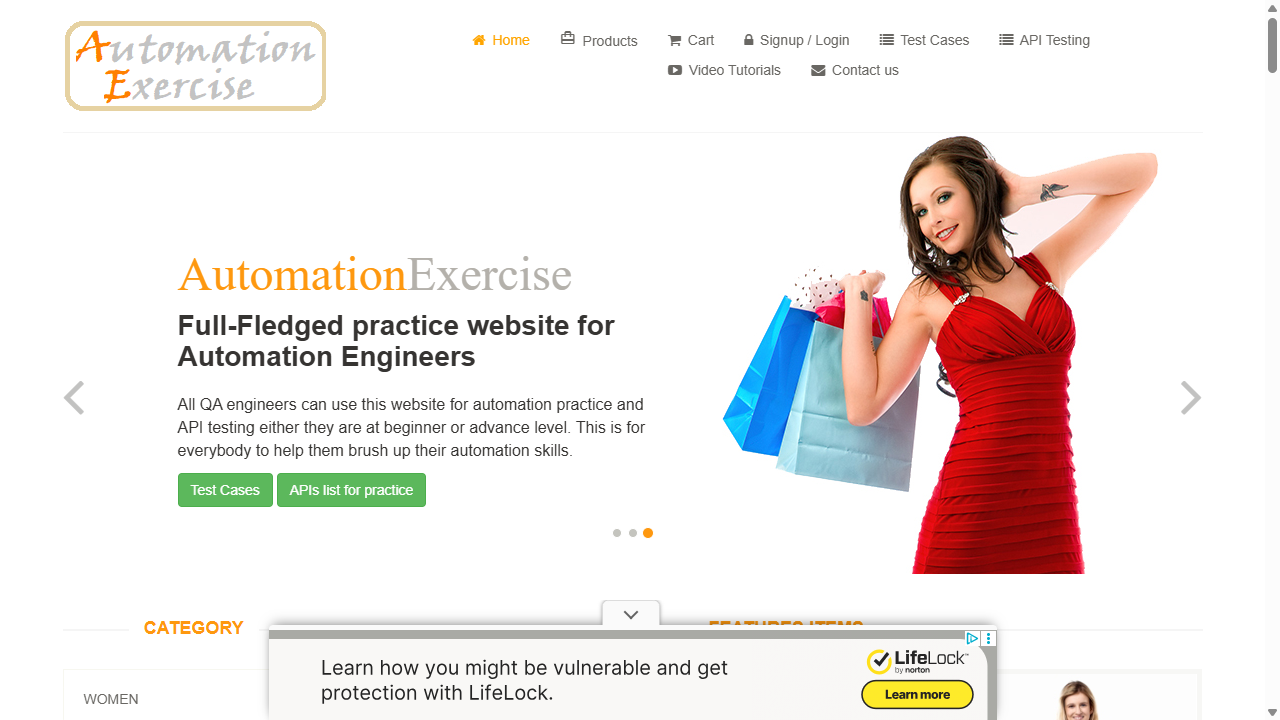 Automation
Exercise
Home
Products
Cart
Signup / Login
Test Cases
API Testing
Video Tutorials
Contact us
AutomationExercise
Full-Fledged practice website for
Automation Engineers
All QA engineers can use this website for automation practice and
API testing either they are at beginner or advance level. This is for
everybody to help them brush up their automation skills.
Test Cases
APIs list for practice
CATEGORY
FEATURES ITEMS
WOMEN
Learn how you might be vulnerable and get
protection with LifeLock.
LifeLock™
by norton
Learn more